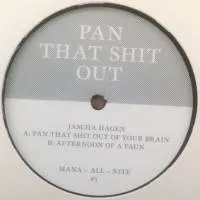 PAN
THAT SHIT
OUT
JASCHA HAGEN
A: PAN THAT SHIT OUT OF YOUR BRAIN
B: AFTERNOON OF A FAUN
MANA - ALL - NITE
#1